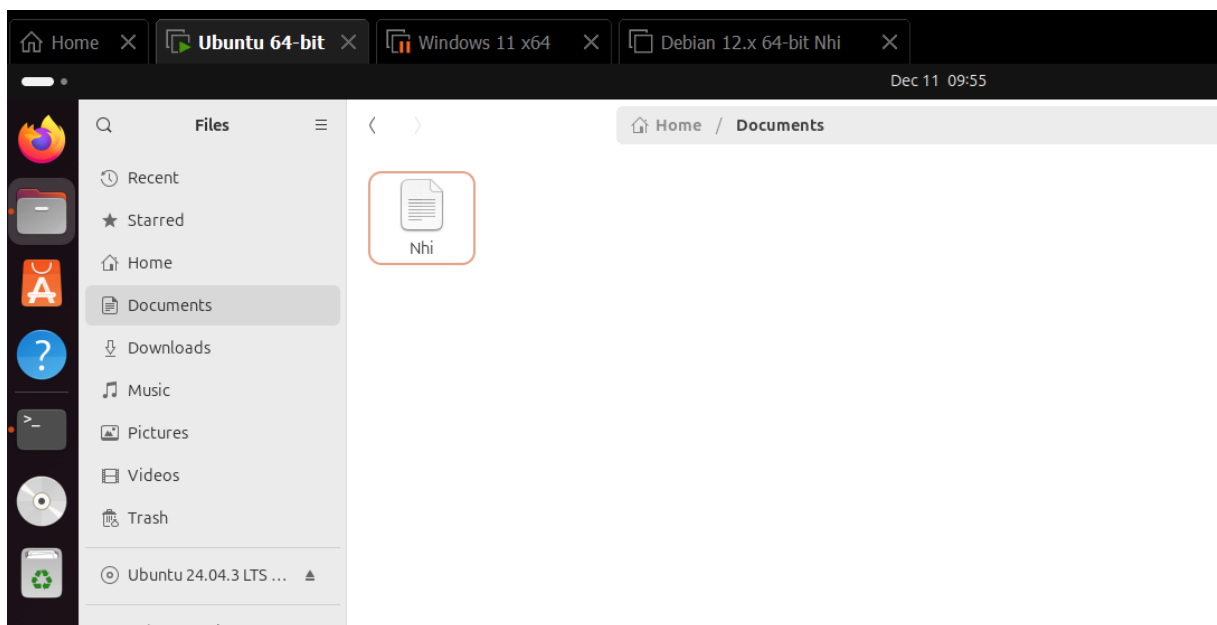 Home
Ubuntu 64-bit
Windows 11 x64
Debian 12.x 64-bit Nhi
Dec 11 09:55
Files
Home / Documents
Recent
Starred
Home
Documents
Downloads
Music
Pictures
Videos
Trash
Ubuntu 24.04.3 LTS ...
Nhi